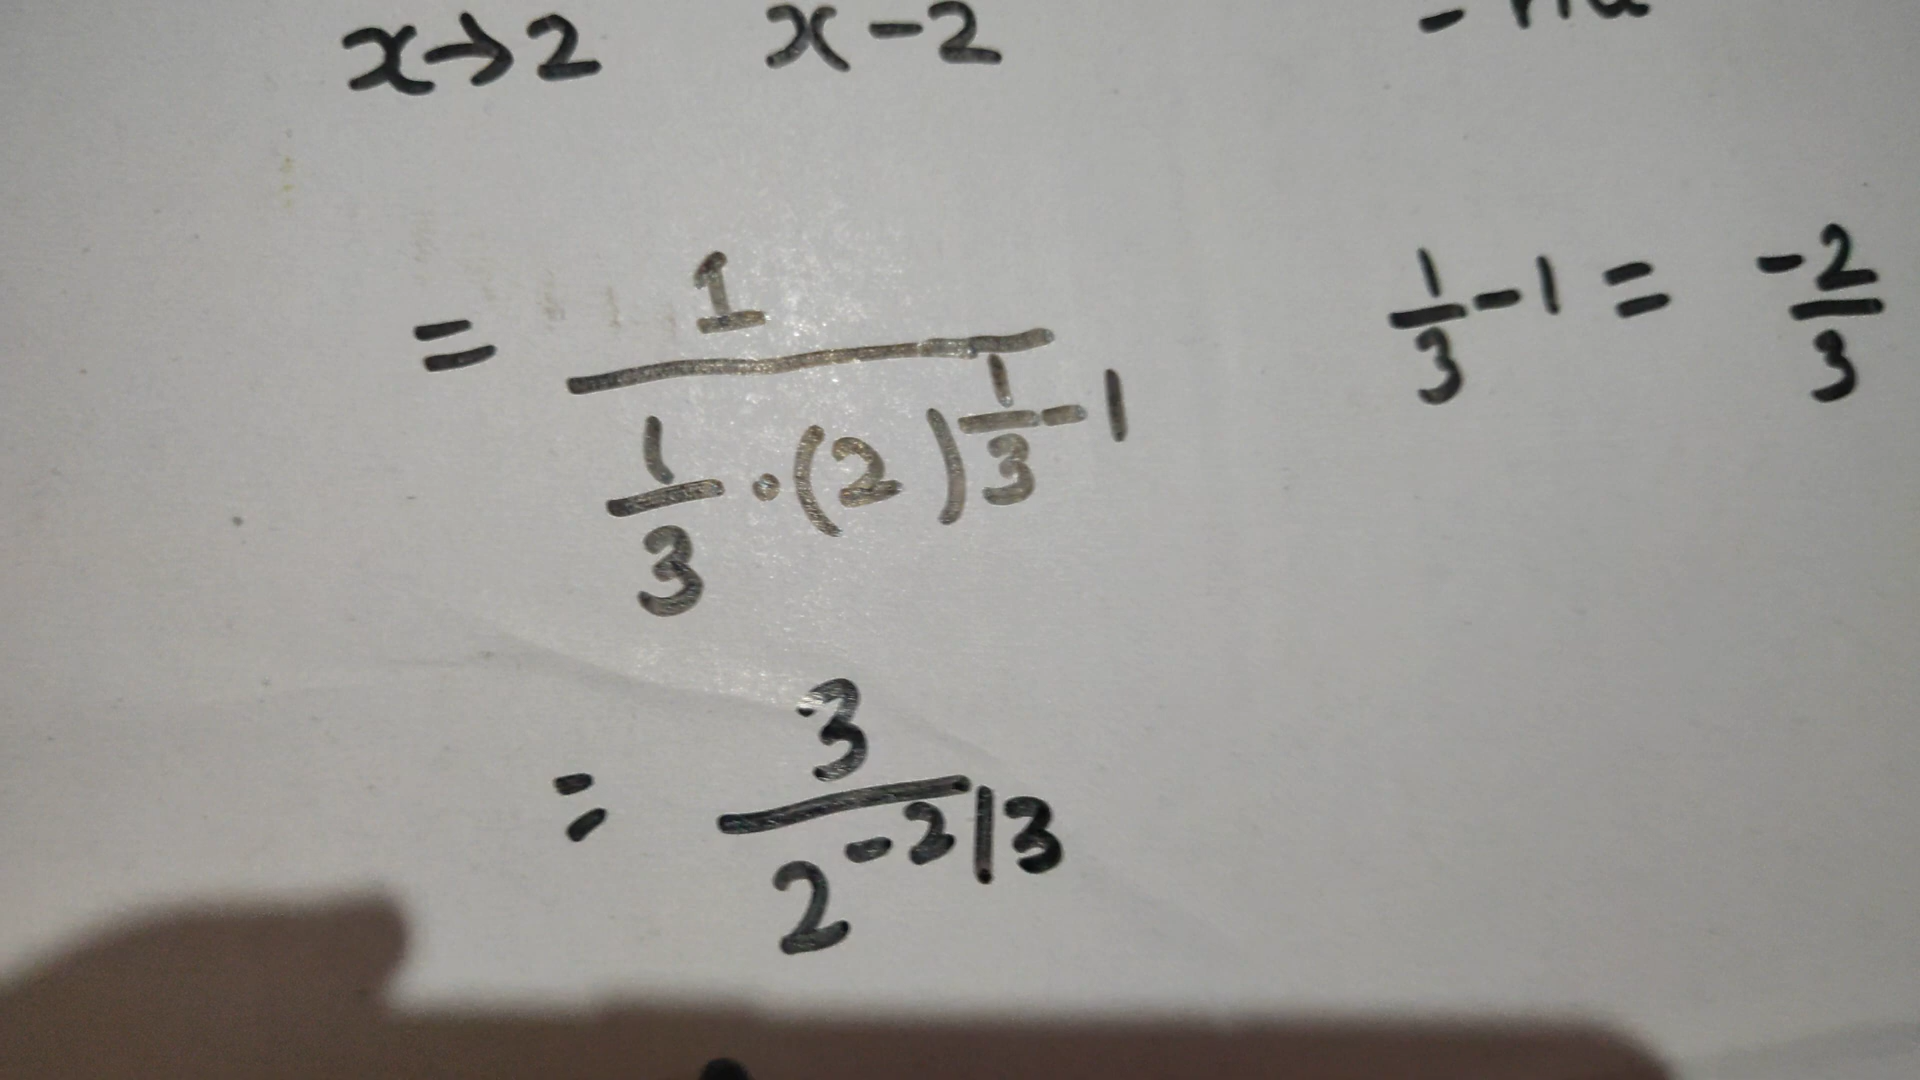 x→2 x-2
= 1 / (1/3 · (2)^(1/3 - 1))
1/3 - 1 = -2/3
= 3 / 2^(-2/3)